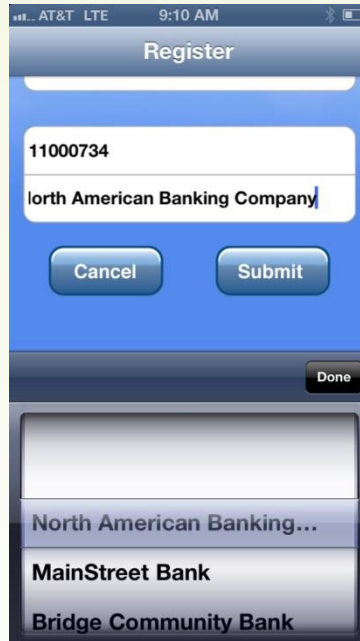 AT&T LTE 9:10 AM
Register
11000734
orth American Banking Company
Cancel Submit
Done
North American Banking...
MainStreet Bank
Bridge Community Bank